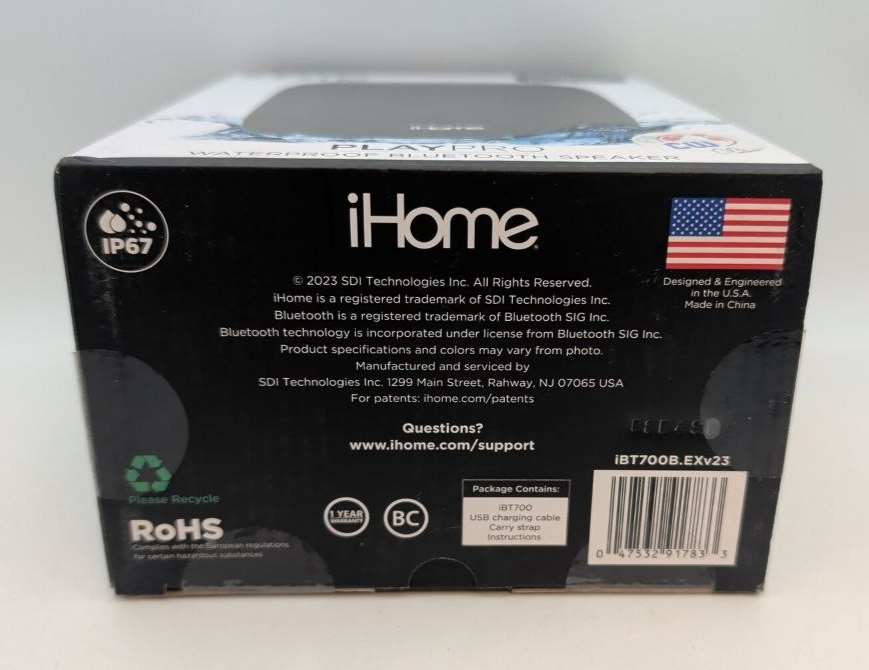 iHome
PLAYPRO
WATERPROOF BLUETOOTH SPEAKER
IP67
iHome
© 2023 SDI Technologies Inc. All Rights Reserved.
iHome is a registered trademark of SDI Technologies Inc.
Bluetooth is a registered trademark of Bluetooth SIG Inc.
Bluetooth technology is incorporated under license from Bluetooth SIG Inc.
Product specifications and colors may vary from photo.
Manufactured and serviced by
SDI Technologies Inc. 1299 Main Street, Rahway, NJ 07065 USA
For patents: ihome.com/patents
Questions?
www.ihome.com/support
Designed & Engineered
in the U.S.A.
Made in China
Please Recycle
RoHS
Complies with the European regulations
for certain hazardous substances
1 YEAR
WARRANTY
BC
Package Contains:
iBT700
USB charging cable
Carry strap
Instructions
iBT700B.EXv23
0 47532 91783 3